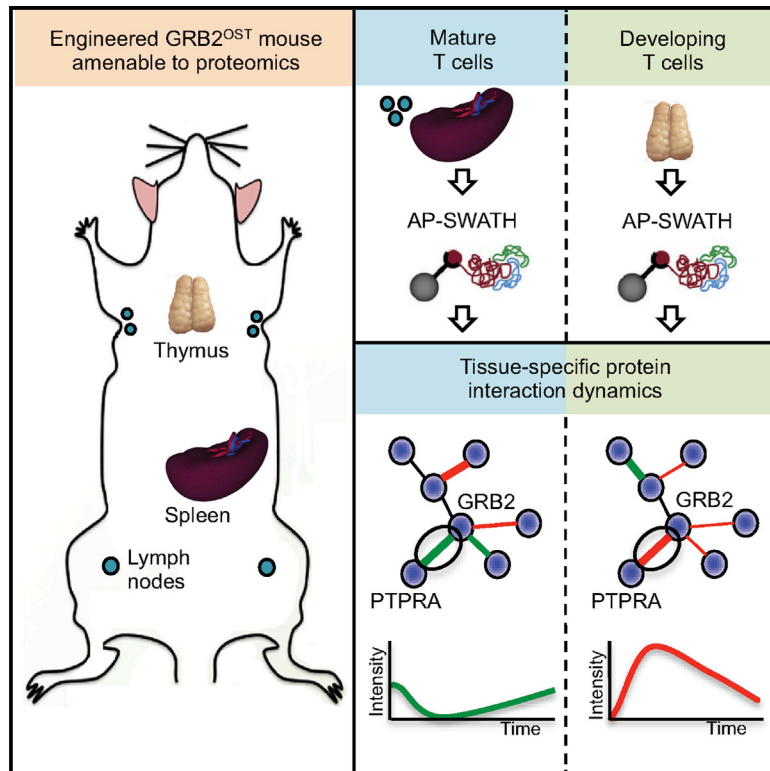 Engineered GRB2OST mouse
amenable to proteomics
Thymus
Spleen
Lymph
nodes
Mature
T cells
Developing
T cells
AP-SWATH
AP-SWATH
Tissue-specific protein
interaction dynamics
GRB2
PTPRA
GRB2
PTPRA
Intensity
Time
Intensity
Time